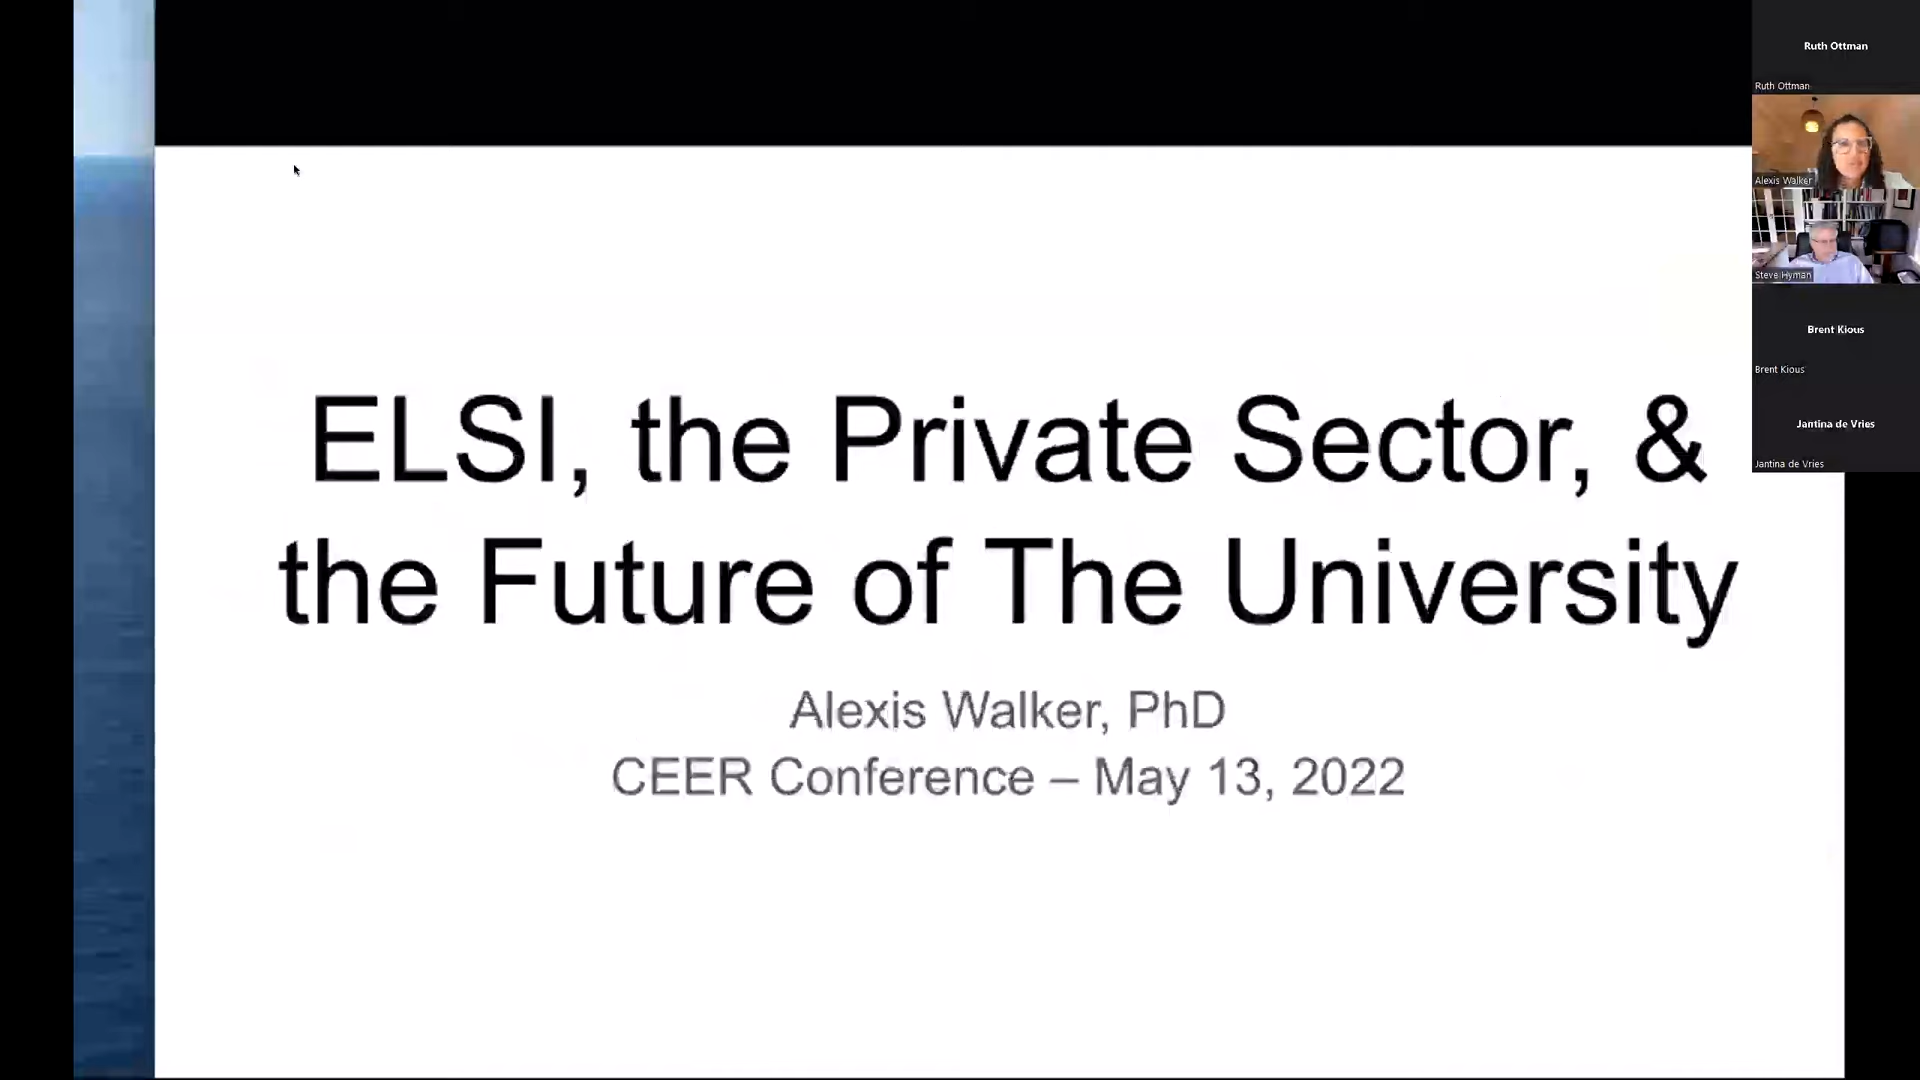 ELSI, the Private Sector, &
the Future of The University
Alexis Walker, PhD
CEER Conference – May 13, 2022
Ruth Ottman
Ruth Ottman
Alexis Walker
Steve Hyman
Brent Kious
Brent Kious
Jantina de Vries
Jantina de Vries